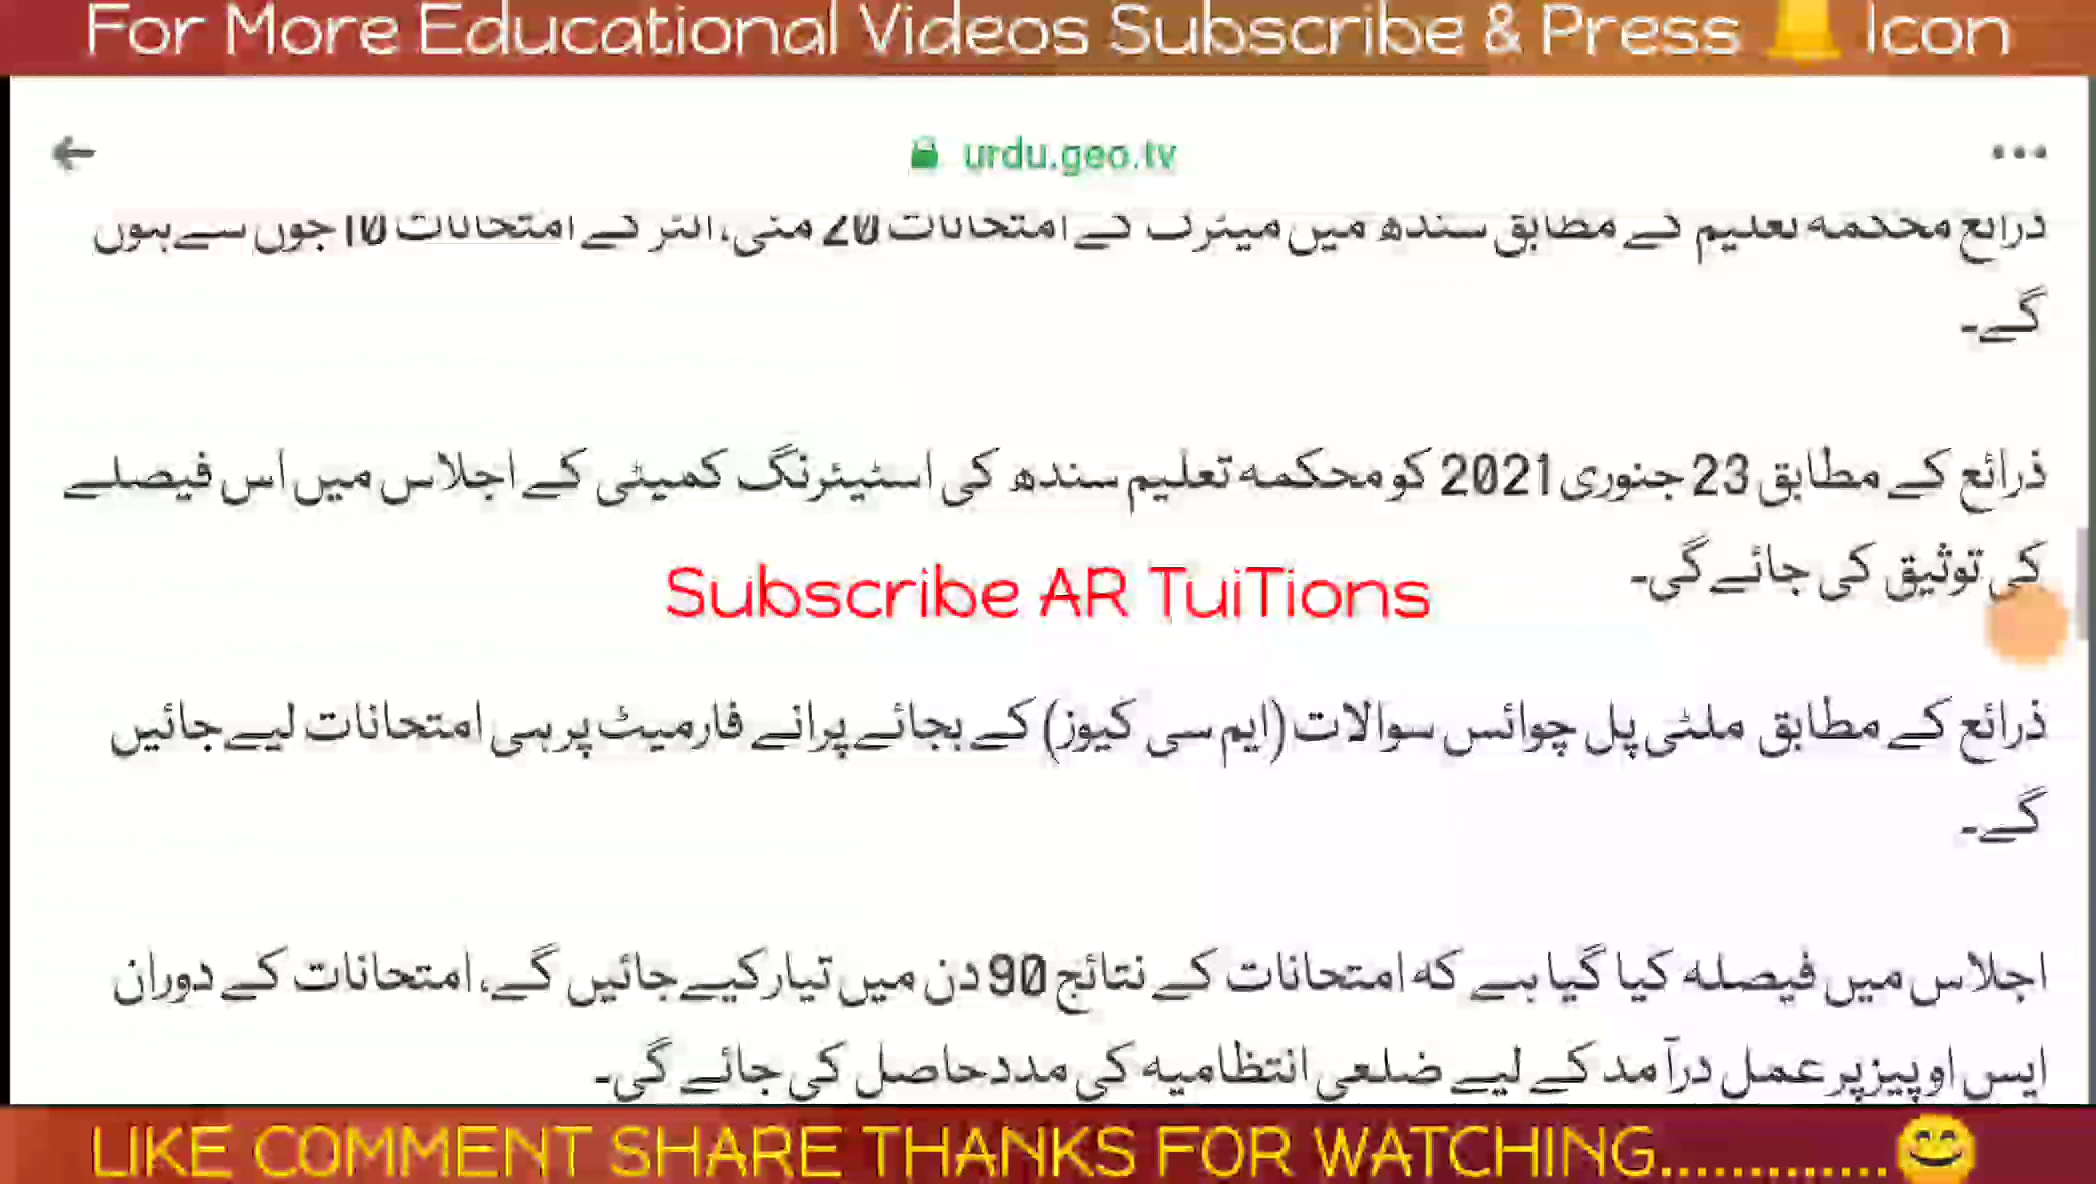 For More Educational Videos Subscribe & Press 🔔 Icon
urdu.geo.tv
ذرائع محکمہ تعلیم کے مطابق سندھ میں میٹرک کے امتحانات 20 مئی، انٹر کے امتحانات 10 جون سے ہوں
گے۔
ذرائع کے مطابق 23 جنوری 2021 کو محکمہ تعلیم سندھ کی اسٹیئرنگ کمیٹی کے اجلاس میں اس فیصلے
کی توثیق کی جائے گی۔
Subscribe AR TuiTions
ذرائع کے مطابق ملٹی پل چوائس سوالات (ایم سی کیوز) کے بجائے پرانے فارمیٹ پر ہی امتحانات لیے جائیں
گے۔
اجلاس میں فیصلہ کیا گیا ہے کہ امتحانات کے نتائج 90 دن میں تیار کیے جائیں گے، امتحانات کے دوران
ایس او پیز پر عمل درآمد کے لیے ضلعی انتظامیہ کی مدد حاصل کی جائے گی۔
LIKE COMMENT SHARE THANKS FOR WATCHING.............😊